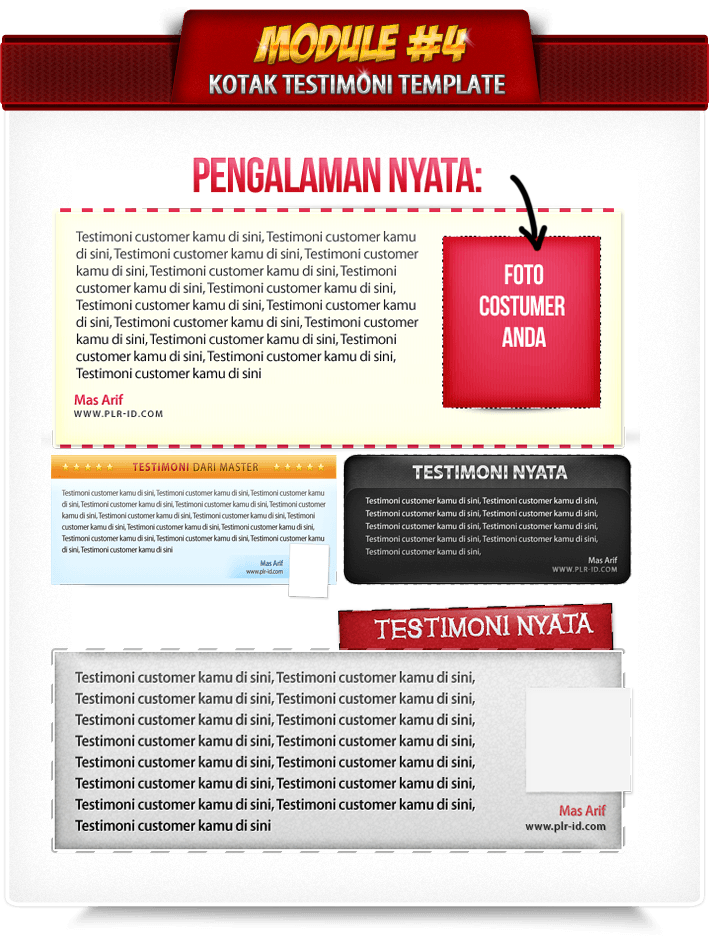 MODULE #4
KOTAK TESTIMONI TEMPLATE
PENGALAMAN NYATA:
Testimoni customer kamu di sini, Testimoni customer kamu
di sini, Testimoni customer kamu di sini, Testimoni customer
kamu di sini, Testimoni customer kamu di sini, Testimoni
customer kamu di sini, Testimoni customer kamu di sini,
Testimoni customer kamu di sini, Testimoni customer kamu
di sini, Testimoni customer kamu di sini, Testimoni customer
kamu di sini, Testimoni customer kamu di sini, Testimoni
customer kamu di sini, Testimoni customer kamu di sini,
Testimoni customer kamu di sini
Mas Arif
WWW.PLR-ID.COM
FOTO
COSTUMER
ANDA
TESTIMONI DARI MASTER
Testimoni customer kamu di sini, Testimoni customer kamu di sini, Testimoni customer kamu
di sini, Testimoni customer kamu di sini, Testimoni customer kamu di sini, Testimoni customer
kamu di sini, Testimoni customer kamu di sini, Testimoni customer kamu di sini, Testimoni
customer kamu di sini, Testimoni customer kamu di sini, Testimoni customer kamu di sini,
Testimoni customer kamu di sini, Testimoni customer kamu di sini, Testimoni customer kamu
di sini, Testimoni customer kamu di sini
Mas Arif
www.plr-id.com
TESTIMONI NYATA
Testimoni customer kamu di sini, Testimoni customer kamu di sini,
Testimoni customer kamu di sini, Testimoni customer kamu di sini,
Testimoni customer kamu di sini, Testimoni customer kamu di sini,
Testimoni customer kamu di sini, Testimoni customer kamu di sini,
Testimoni customer kamu di sini,
Mas Arif
WWW.PLR-ID.COM
TESTIMONI NYATA
Testimoni customer kamu di sini, Testimoni customer kamu di sini,
Testimoni customer kamu di sini, Testimoni customer kamu di sini,
Testimoni customer kamu di sini, Testimoni customer kamu di sini,
Testimoni customer kamu di sini, Testimoni customer kamu di sini,
Testimoni customer kamu di sini, Testimoni customer kamu di sini,
Testimoni customer kamu di sini, Testimoni customer kamu di sini,
Testimoni customer kamu di sini, Testimoni customer kamu di sini,
Testimoni customer kamu di sini
Mas Arif
www.plr-id.com